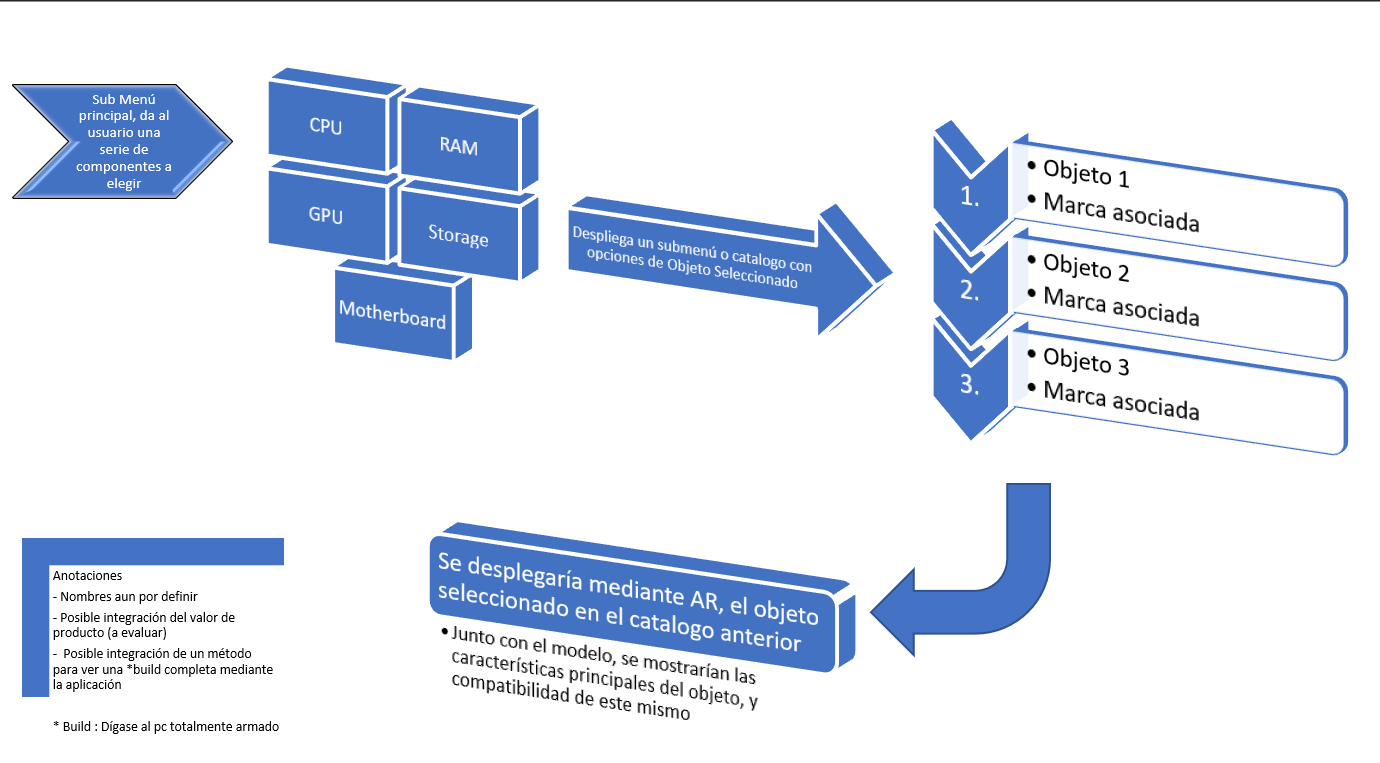 Sub Menú
principal, da al
usuario una
serie de
componentes a
elegir
CPU
RAM
GPU
Storage
Motherboard
Despliega un submenú o catalogo con
opciones de Objeto Seleccionado
1.
• Objeto 1
• Marca asociada
2.
• Objeto 2
• Marca asociada
3.
• Objeto 3
• Marca asociada
Se desplegaría mediante AR, el objeto
seleccionado en el catalogo anterior
• Junto con el modelo, se mostrarían las
características principales del objeto, y
compatibilidad de este mismo
Anotaciones
- Nombres aun por definir
- Posible integración del valor de
producto (a evaluar)
- Posible integración de un método
para ver una *build completa mediante
la aplicación
* Build : Dígase al pc totalmente armado